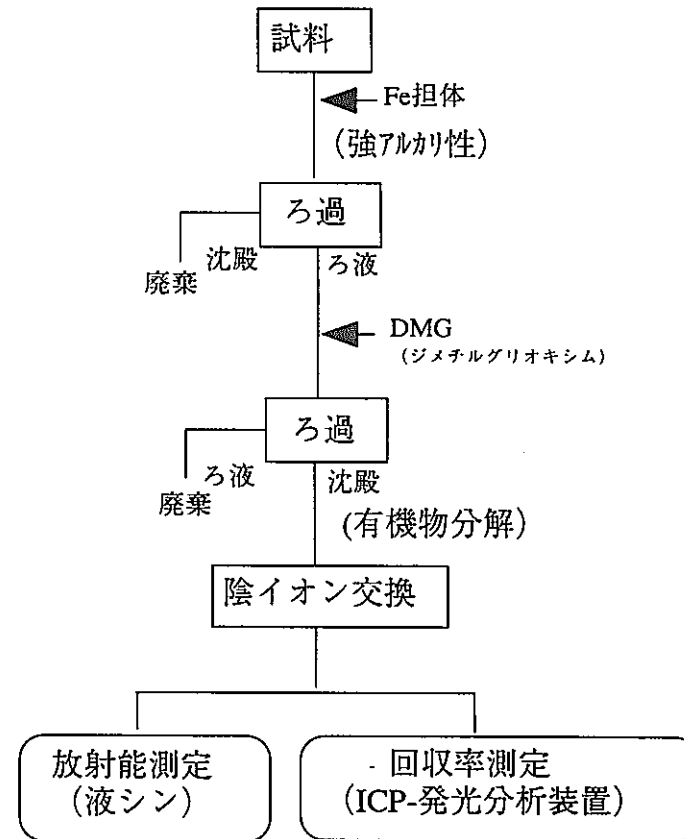 試料
Fe担体
(強アルカリ性)
ろ過
沈殿
ろ液
廃棄
DMG
(ジメチルグリオキシム)
ろ過
ろ液
沈殿
廃棄
(有機物分解)
陰イオン交換
放射能測定
(液シン)
回収率測定
(ICP-発光分析装置)